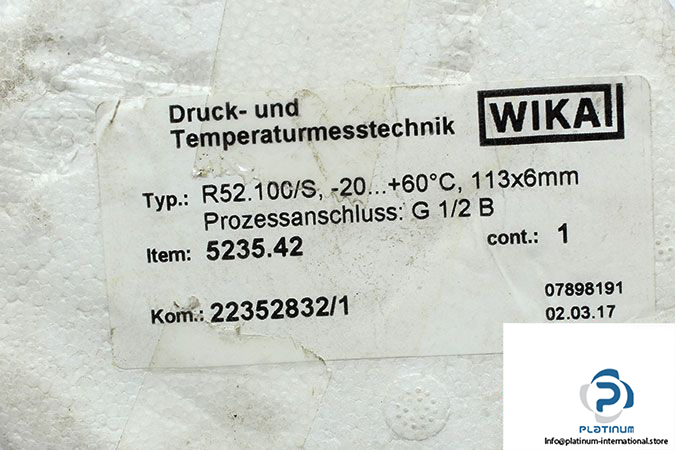 Druck- und
Temperaturmesstechnik
WIKA
Typ.: R52.100/S, -20...+60°C, 113x6mm
Prozessanschluss: G 1/2 B
Item: 5235.42
cont.: 1
Kom.: 22352832/1
07898191
02.03.17
PLATINUM
Info@platinum-international.store